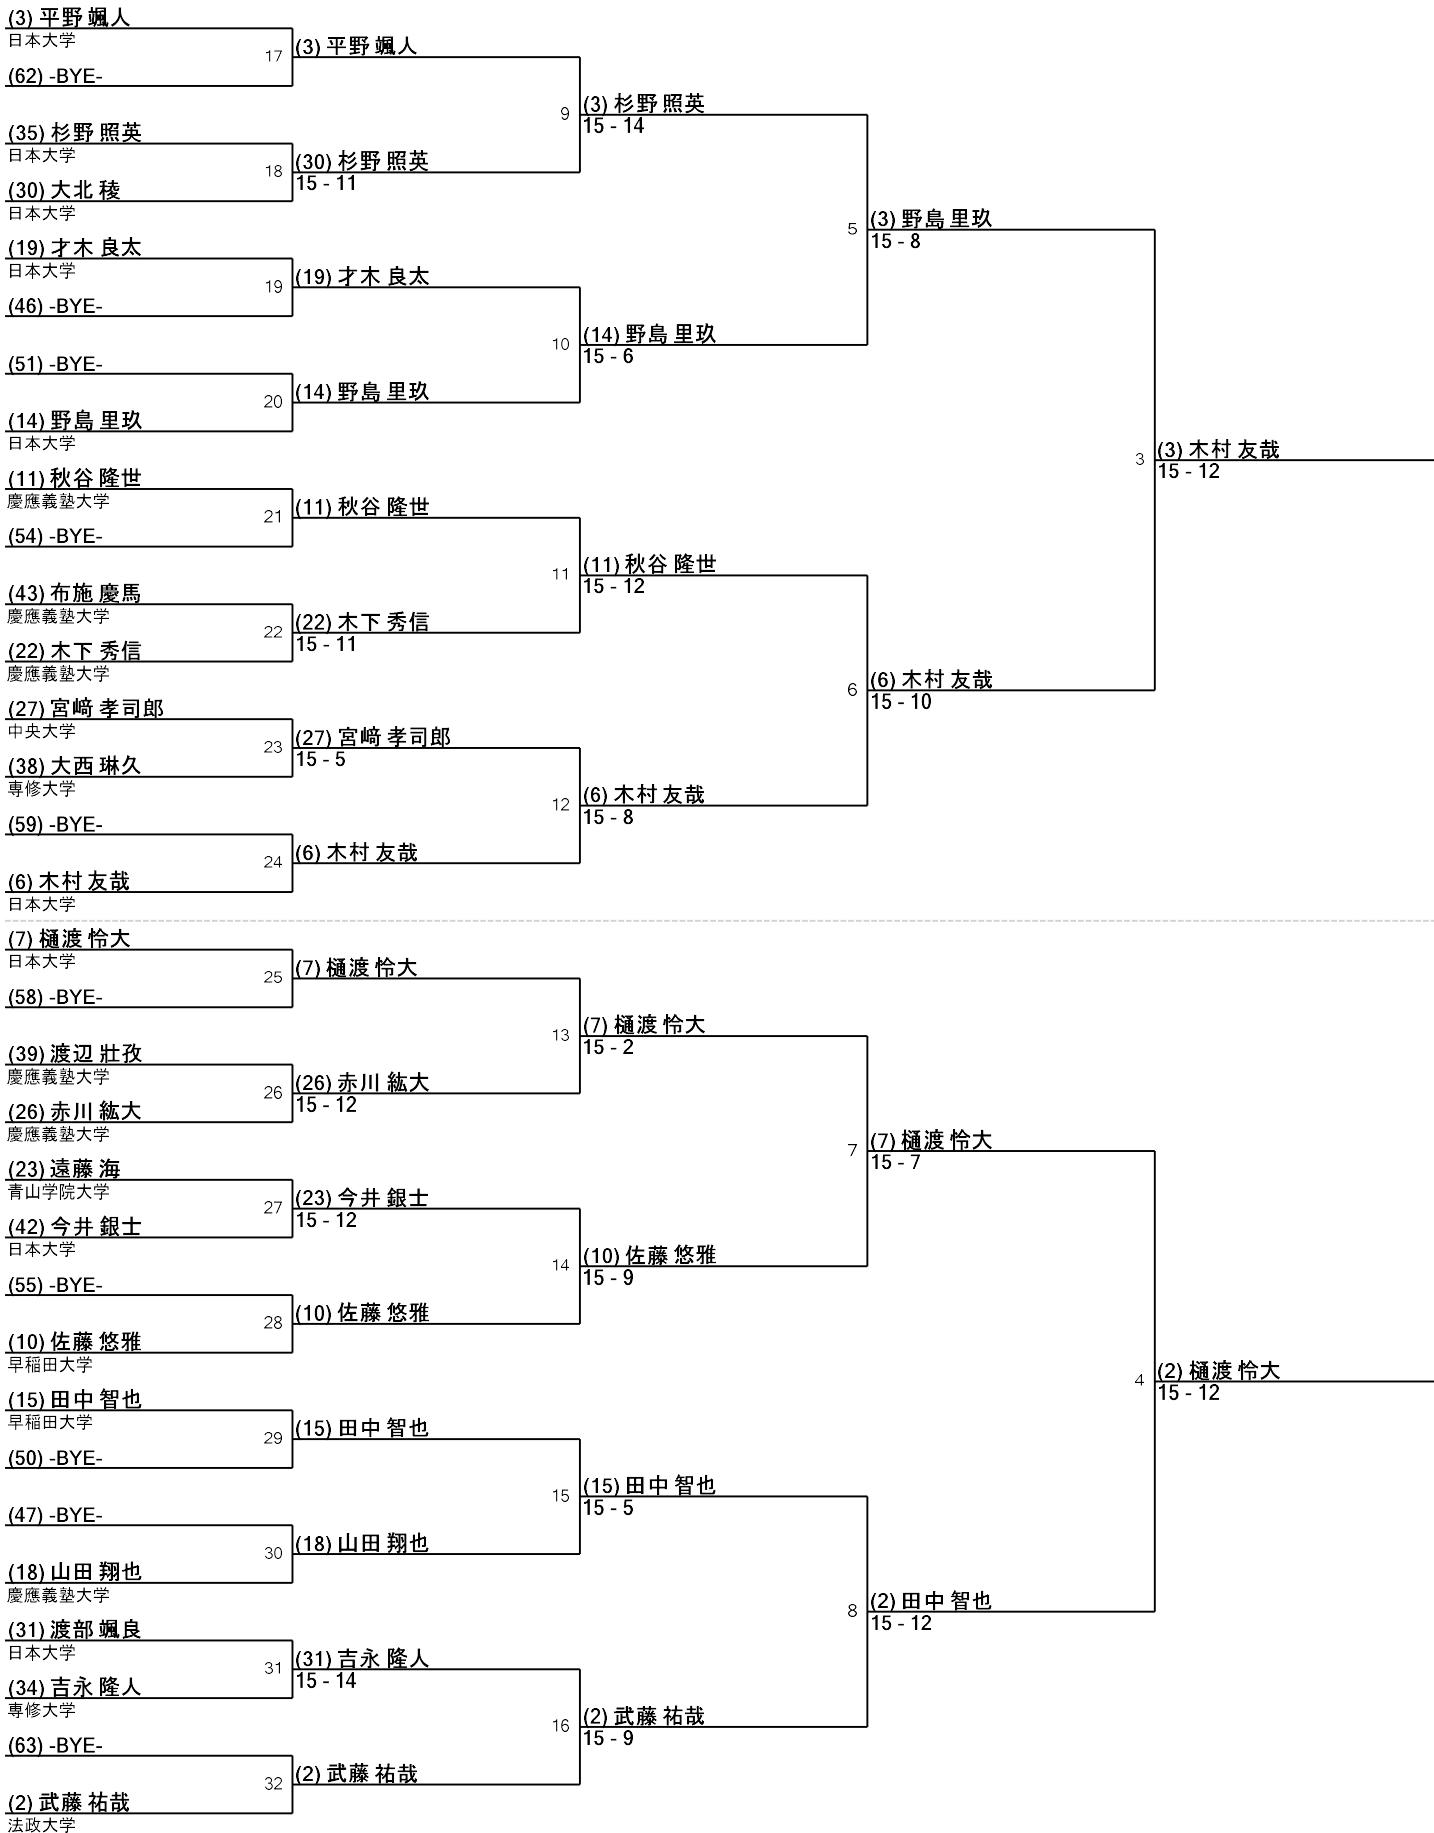 (3) 平野 颯人
日本大学
17
(62) -BYE-
(3) 平野 颯人
(35) 杉野 照英
日本大学
18
(30) 大北 稜
日本大学
(30) 杉野 照英
15 - 11
9
(3) 杉野 照英
15 - 14
(19) 才木 良太
日本大学
19
(46) -BYE-
(19) 才木 良太
(51) -BYE-
20
(14) 野島 里玖
日本大学
(14) 野島 里玖
10
(14) 野島 里玖
15 - 6
5
(3) 野島 里玖
15 - 8
(11) 秋谷 隆世
慶應義塾大学
21
(54) -BYE-
(11) 秋谷 隆世
(43) 布施 慶馬
慶應義塾大学
22
(22) 木下 秀信
慶應義塾大学
(22) 木下 秀信
15 - 11
11
(11) 秋谷 隆世
15 - 12
(27) 宮﨑 孝司郎
中央大学
23
(38) 大西 琳久
専修大学
(27) 宮﨑 孝司郎
15 - 5
(59) -BYE-
24
(6) 木村 友哉
日本大学
(6) 木村 友哉
12
(6) 木村 友哉
15 - 8
6
(6) 木村 友哉
15 - 10
3
(3) 木村 友哉
15 - 12
(7) 樋渡 怜大
日本大学
25
(58) -BYE-
(7) 樋渡 怜大
(39) 渡辺 壯孜
慶應義塾大学
26
(26) 赤川 紘大
慶應義塾大学
(26) 赤川 紘大
15 - 12
13
(7) 樋渡 怜大
15 - 2
(23) 遠藤 海
青山学院大学
27
(42) 今井 銀士
日本大学
(23) 今井 銀士
15 - 12
(55) -BYE-
28
(10) 佐藤 悠雅
早稲田大学
(10) 佐藤 悠雅
14
(10) 佐藤 悠雅
15 - 9
7
(7) 樋渡 怜大
15 - 7
(15) 田中 智也
早稲田大学
29
(50) -BYE-
(15) 田中 智也
(47) -BYE-
30
(18) 山田 翔也
慶應義塾大学
(18) 山田 翔也
15
(15) 田中 智也
15 - 5
(31) 渡部 颯良
日本大学
31
(34) 吉永 隆人
専修大学
(31) 吉永 隆人
15 - 14
(63) -BYE-
32
(2) 武藤 祐哉
法政大学
(2) 武藤 祐哉
16
(2) 武藤 祐哉
15 - 9
8
(2) 田中 智也
15 - 12
4
(2) 樋渡 怜大
15 - 12